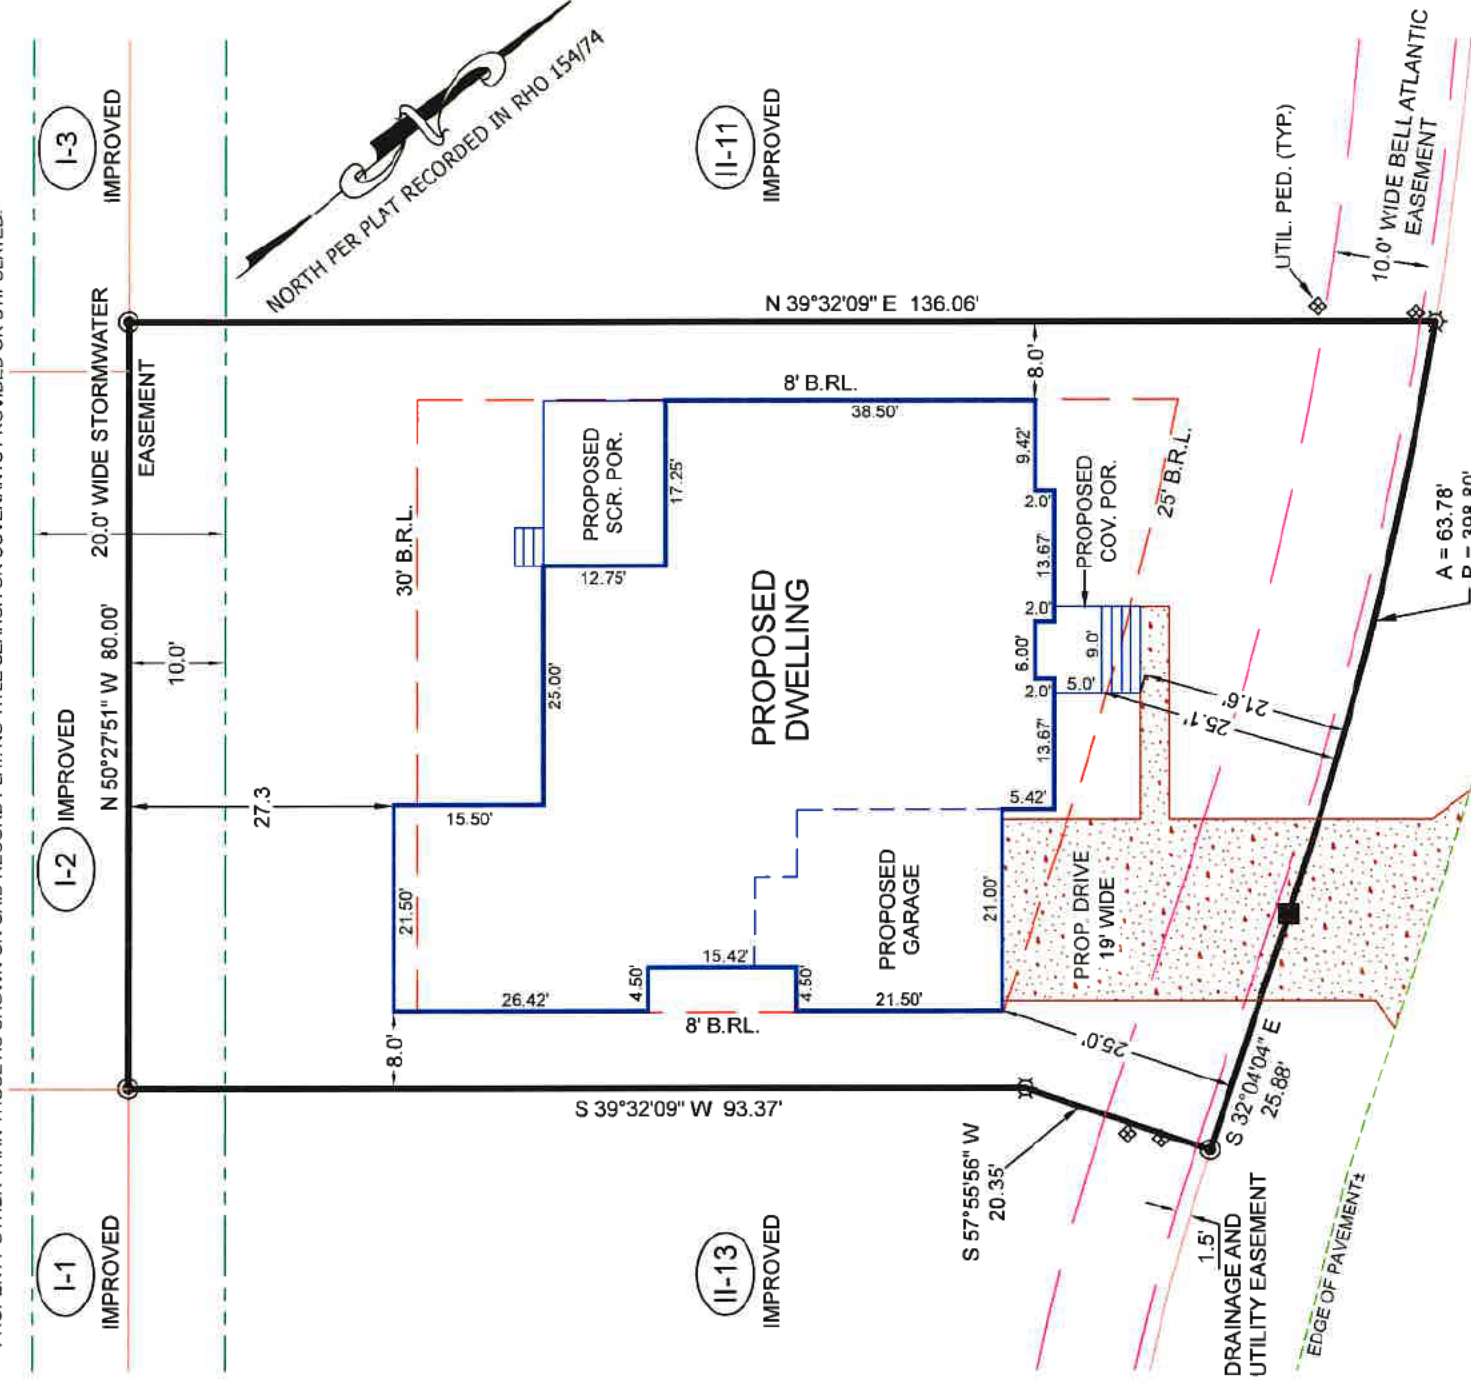 I-3
IMPROVED
NORTH PER PLAT RECORDED IN RHO 154/74
II-11
IMPROVED
UTIL. PED. (TYP.)
10.0' WIDE BELL ATLANTIC
EASEMENT
20.0' WIDE STORMWATER
EASEMENT
N 50°27'51" W 80.00'
10.0'
I-2
IMPROVED
27.3
N 39°32'09" E 136.06'
8.0'
8' B.RL.
38.50'
30' B.R.L.
PROPOSED
SCR. POR.
17.25'
12.75'
25.00'
15.50'
21.50'
PROPOSED
DWELLING
9.42'
2.0'
13.67'
2.0'
6.00'
2.0'
13.67'
5.42'
PROPOSED
COV. POR.
9.0'
5.0'
25' B.R.L.
21.6'
25.1'
A = 63.78'
R = 398.80'
PROPOSED
GARAGE
21.00'
PROP. DRIVE
19' WIDE
26.42'
4.50'
15.42'
4.50'
21.50'
8' B.RL.
8.0'
25.0'
S 39°32'09" W 93.37'
S 57°55'56" W
20.35'
S 32°04'04" E
25.88'
I-1
IMPROVED
II-13
IMPROVED
1.5'
DRAINAGE AND
UTILITY EASEMENT
EDGE OF PAVEMENT±